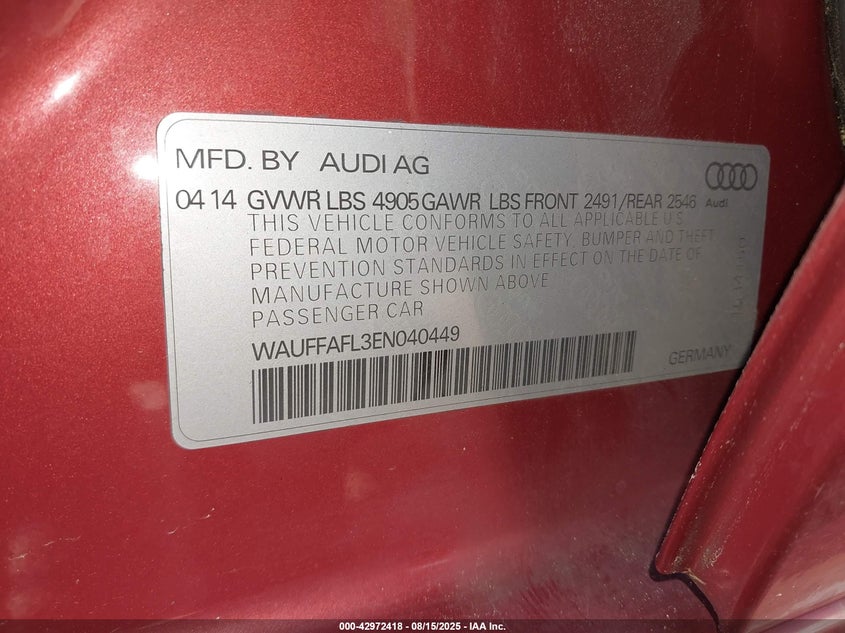 MFD. BY AUDI AG
04 14 GVWR LBS 4905 GAWR LBS FRONT 2491/REAR 2546
Audi
THIS VEHICLE CONFORMS TO ALL APPLICABLE U.S.
FEDERAL MOTOR VEHICLE SAFETY, BUMPER AND THEFT
PREVENTION STANDARDS IN EFFECT ON THE DATE OF
MANUFACTURE SHOWN ABOVE
PASSENGER CAR
WAUFFAFL3EN040449
GERMANY
000-42972418 - 08/15/2025 - IAA Inc.